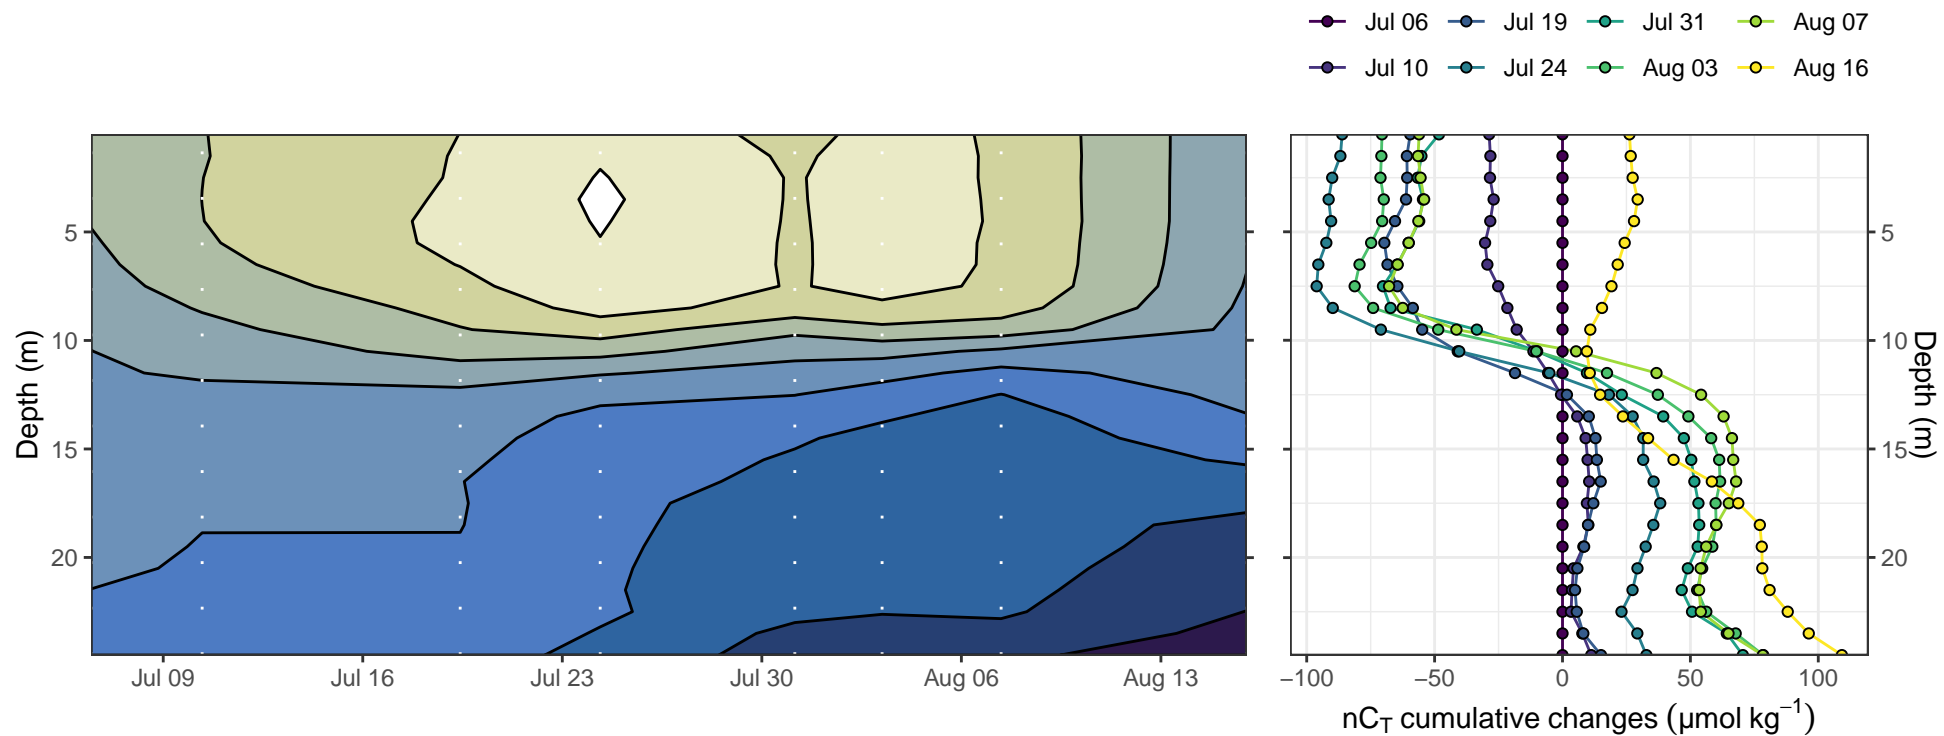 Jul 06 Jul 19 Jul 31 Aug 07
Jul 10 Jul 24 Aug 03 Aug 16
Depth (m)
5
10
15
20
Jul 09 Jul 16 Jul 23 Jul 30 Aug 06 Aug 13
5
10
15
20
Depth (m)
−100 −50 0 50 100
nC_T cumulative changes (μmol kg⁻¹)